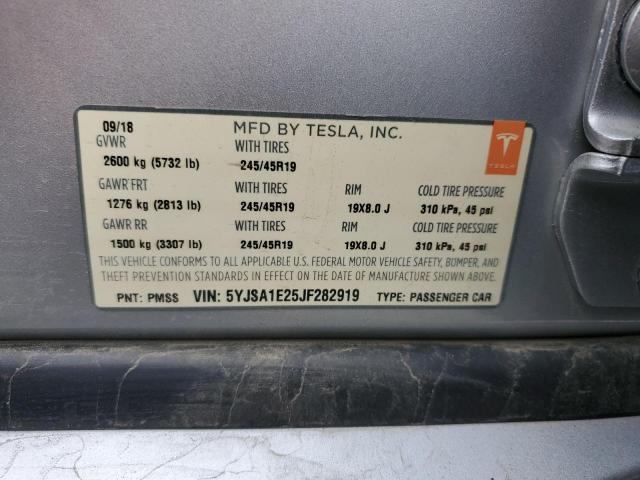 09/18 MFD BY TESLA, INC.
GVWR WITH TIRES
2600 kg (5732 lb) 245/45R19
TESLA
GAWR FRT WITH TIRES RIM COLD TIRE PRESSURE
1276 kg (2813 lb) 245/45R19 19X8.0 J 310 kPa, 45 psi
GAWR RR WITH TIRES RIM COLD TIRE PRESSURE
1500 kg (3307 lb) 245/45R19 19X8.0 J 310 kPa, 45 psi
THIS VEHICLE CONFORMS TO ALL APPLICABLE U.S. FEDERAL MOTOR VEHICLE SAFETY, BUMPER, AND
THEFT PREVENTION STANDARDS IN EFFECT ON THE DATE OF MANUFACTURE SHOWN ABOVE.
PNT: PMSS VIN: 5YJSA1E25JF282919 TYPE: PASSENGER CAR